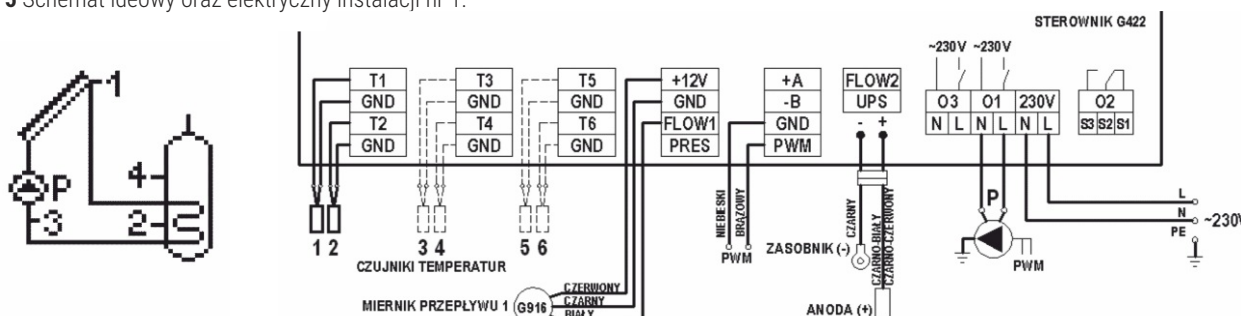 3 Schemat ideowy oraz elektryczny instalacji nr 1.
STEROWNIK G422
~230V ~230V
T1 T3 T5 +12V +A FLOW2
GND GND GND GND -B UPS O3 O1 230V O2
T2 T4 T6 FLOW1 GND - + N L N L N L S3 S2 S1
GND GND GND PRES PWM
1
4
P
3
2
1 2 3 4 5 6
CZUJNIKI TEMPERATUR
NIEBIESKI
BRĄZOWY
PWM
CZARNY
ZASOBNIK (-)
CZARNO-BIAŁY
CZARNO-CZERWONY
P
PWM
L
N
PE
~230V
MIERNIK PRZEPŁYWU 1 G916
CZERWONY
CZARNY
BIAŁY
ANODA (+)